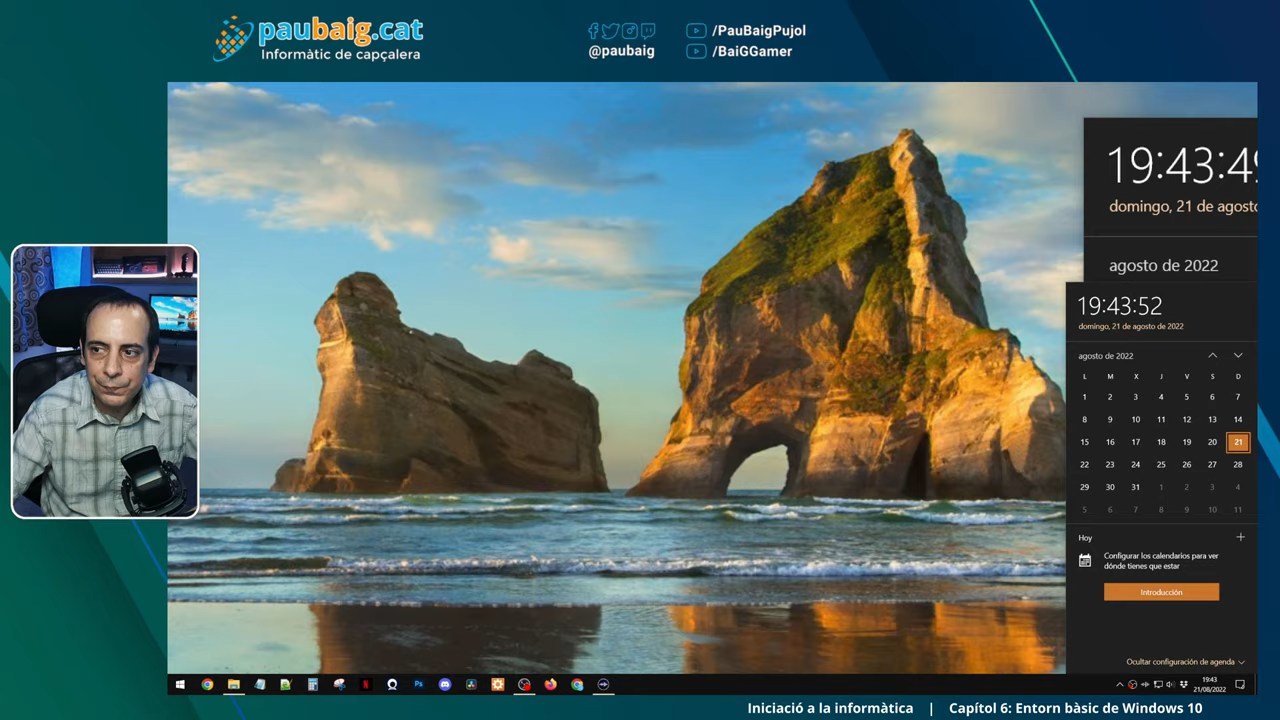 paubaig.cat
Informàtic de capçalera
@paubaig
/PauBaigPujol
/BaiGGamer
19:43:49
domingo, 21 de agosto
agosto de 2022
19:43:52
domingo, 21 de agosto de 2022
agosto de 2022
L M X J V S D
1 2 3 4 5 6 7
8 9 10 11 12 13 14
15 16 17 18 19 20 21
22 23 24 25 26 27 28
29 30 31 1 2 3 4
5 6 7 8 9 10 11
Hoy
Configurar los calendarios para ver
dónde tienes que estar
Introducción
Ocultar configuración de agenda
19:43
21/08/2022
Iniciació a la informàtica | Capítol 6: Entorn bàsic de Windows 10